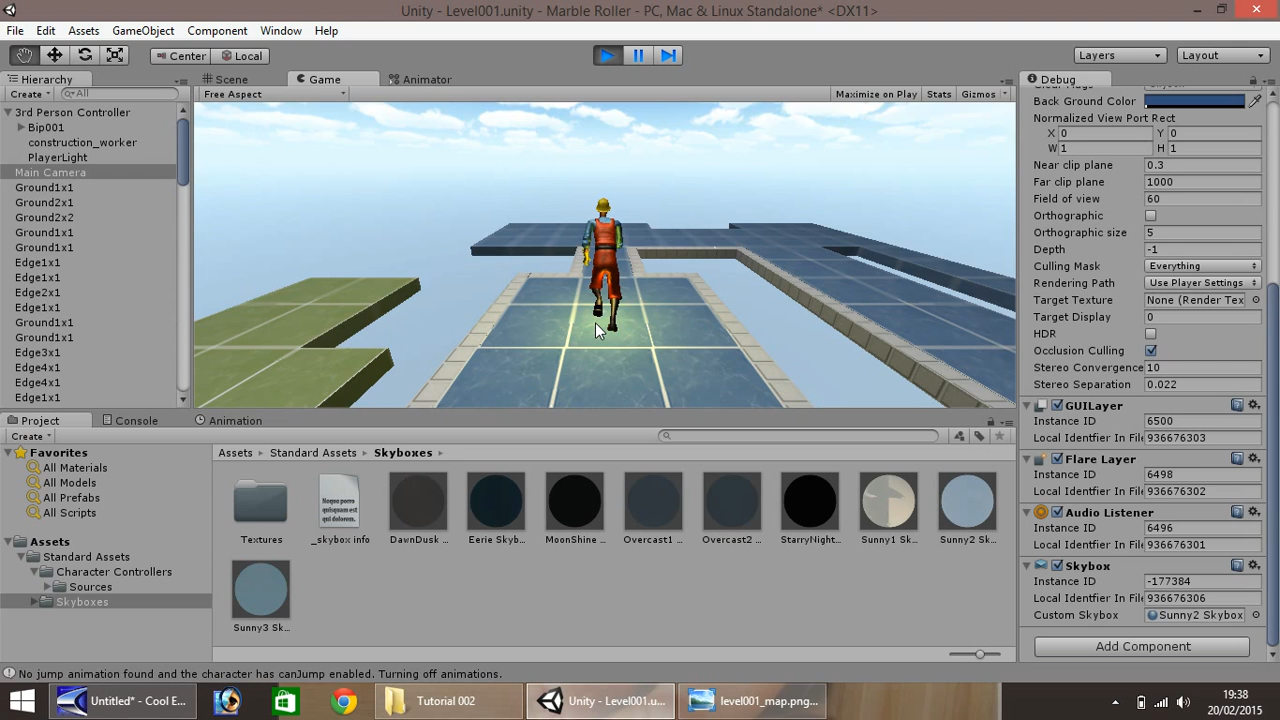 Unity - Level001.unity - Marble Roller - PC, Mac & Linux Standalone* <DX11>
File Edit Assets GameObject Component Window Help
Center Local Layers Layout
Hierarchy
Create All
3rd Person Controller
Bip001
construction_worker
PlayerLight
Main Camera
Ground1x1
Ground2x1
Ground2x2
Ground1x1
Ground1x1
Edge1x1
Edge1x1
Edge2x1
Edge1x1
Ground1x1
Ground1x1
Edge3x1
Edge4x1
Edge4x1
Edge1x1
Scene Game Animator
Free Aspect Maximize on Play Stats Gizmos
Debug
Back Ground Color
Normalized View Port Rect
X 0 Y 0
W 1 H 1
Near clip plane 0.3
Far clip plane 1000
Field of view 60
Orthographic
Orthographic size 5
Depth -1
Culling Mask Everything
Rendering Path Use Player Settings
Target Texture None (Render Tex
Target Display 0
HDR
Occlusion Culling
Stereo Convergence 10
Stereo Separation 0.022
GUILayer
Instance ID 6500
Local Identfier In File 936676303
Flare Layer
Instance ID 6498
Local Identfier In File 936676302
Audio Listener
Instance ID 6496
Local Identfier In File 936676301
Skybox
Instance ID -177384
Local Identfier In File 936676306
Custom Skybox Sunny2 Skybox
Add Component
Project Console Animation
Create
Favorites
All Materials
All Models
All Prefabs
All Scripts
Assets
Standard Assets
Character Controllers
Sources
Skyboxes
Assets Standard Assets Skyboxes
Textures _skybox info DawnDusk ... Eerie Skyb... MoonShine ... Overcast1 ... Overcast2 ... StarryNight... Sunny1 Sk... Sunny2 Sk...
Sunny3 Sk...
No jump animation found and the character has canJump enabled. Turning off animations.
Untitled* - Cool E... Tutorial 002 Unity - Level001.u... level001_map.png...
19:38
20/02/2015